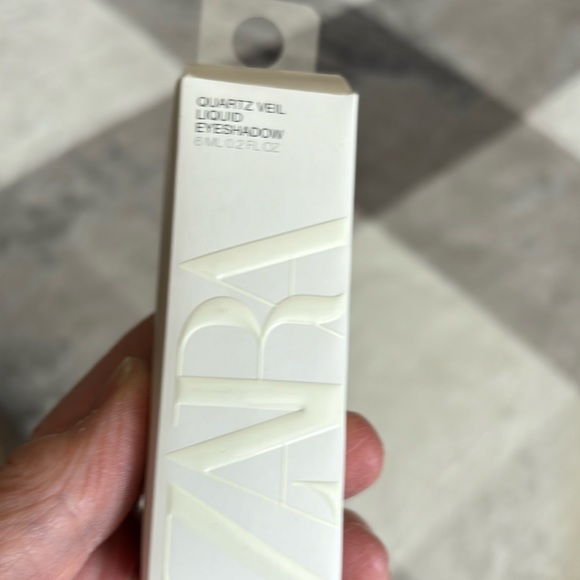 QUARTZ VEIL
LIQUID
EYESHADOW
6 ML 0.2 FL OZ
ZARA